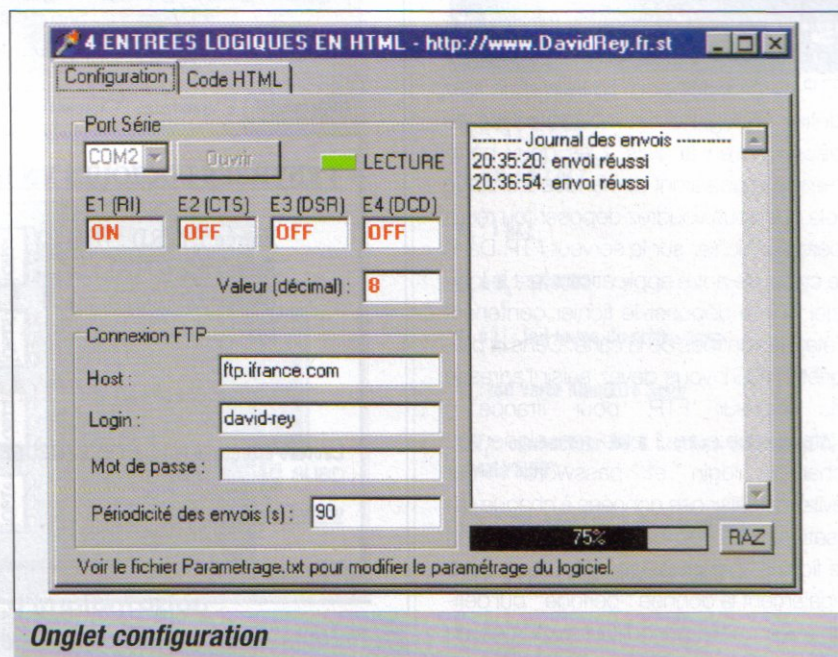 4 ENTREES LOGIQUES EN HTML - http://www.DavidRey.fr.st
Configuration
Code HTML
Port Série
COM2
Ouvrir
LECTURE
E1 (RI) E2 (CTS) E3 (DSR) E4 (DCD)
ON OFF OFF OFF
Valeur (décimal) : 8
Connexion FTP
Host : ftp.ifrance.com
Login : david-rey
Mot de passe :
Périodicité des envois (s) : 90
---------- Journal des envois ----------
20:35:20: envoi réussi
20:36:54: envoi réussi
75%
RAZ
Voir le fichier Parametrage.txt pour modifier le paramétrage du logiciel.
Onglet configuration